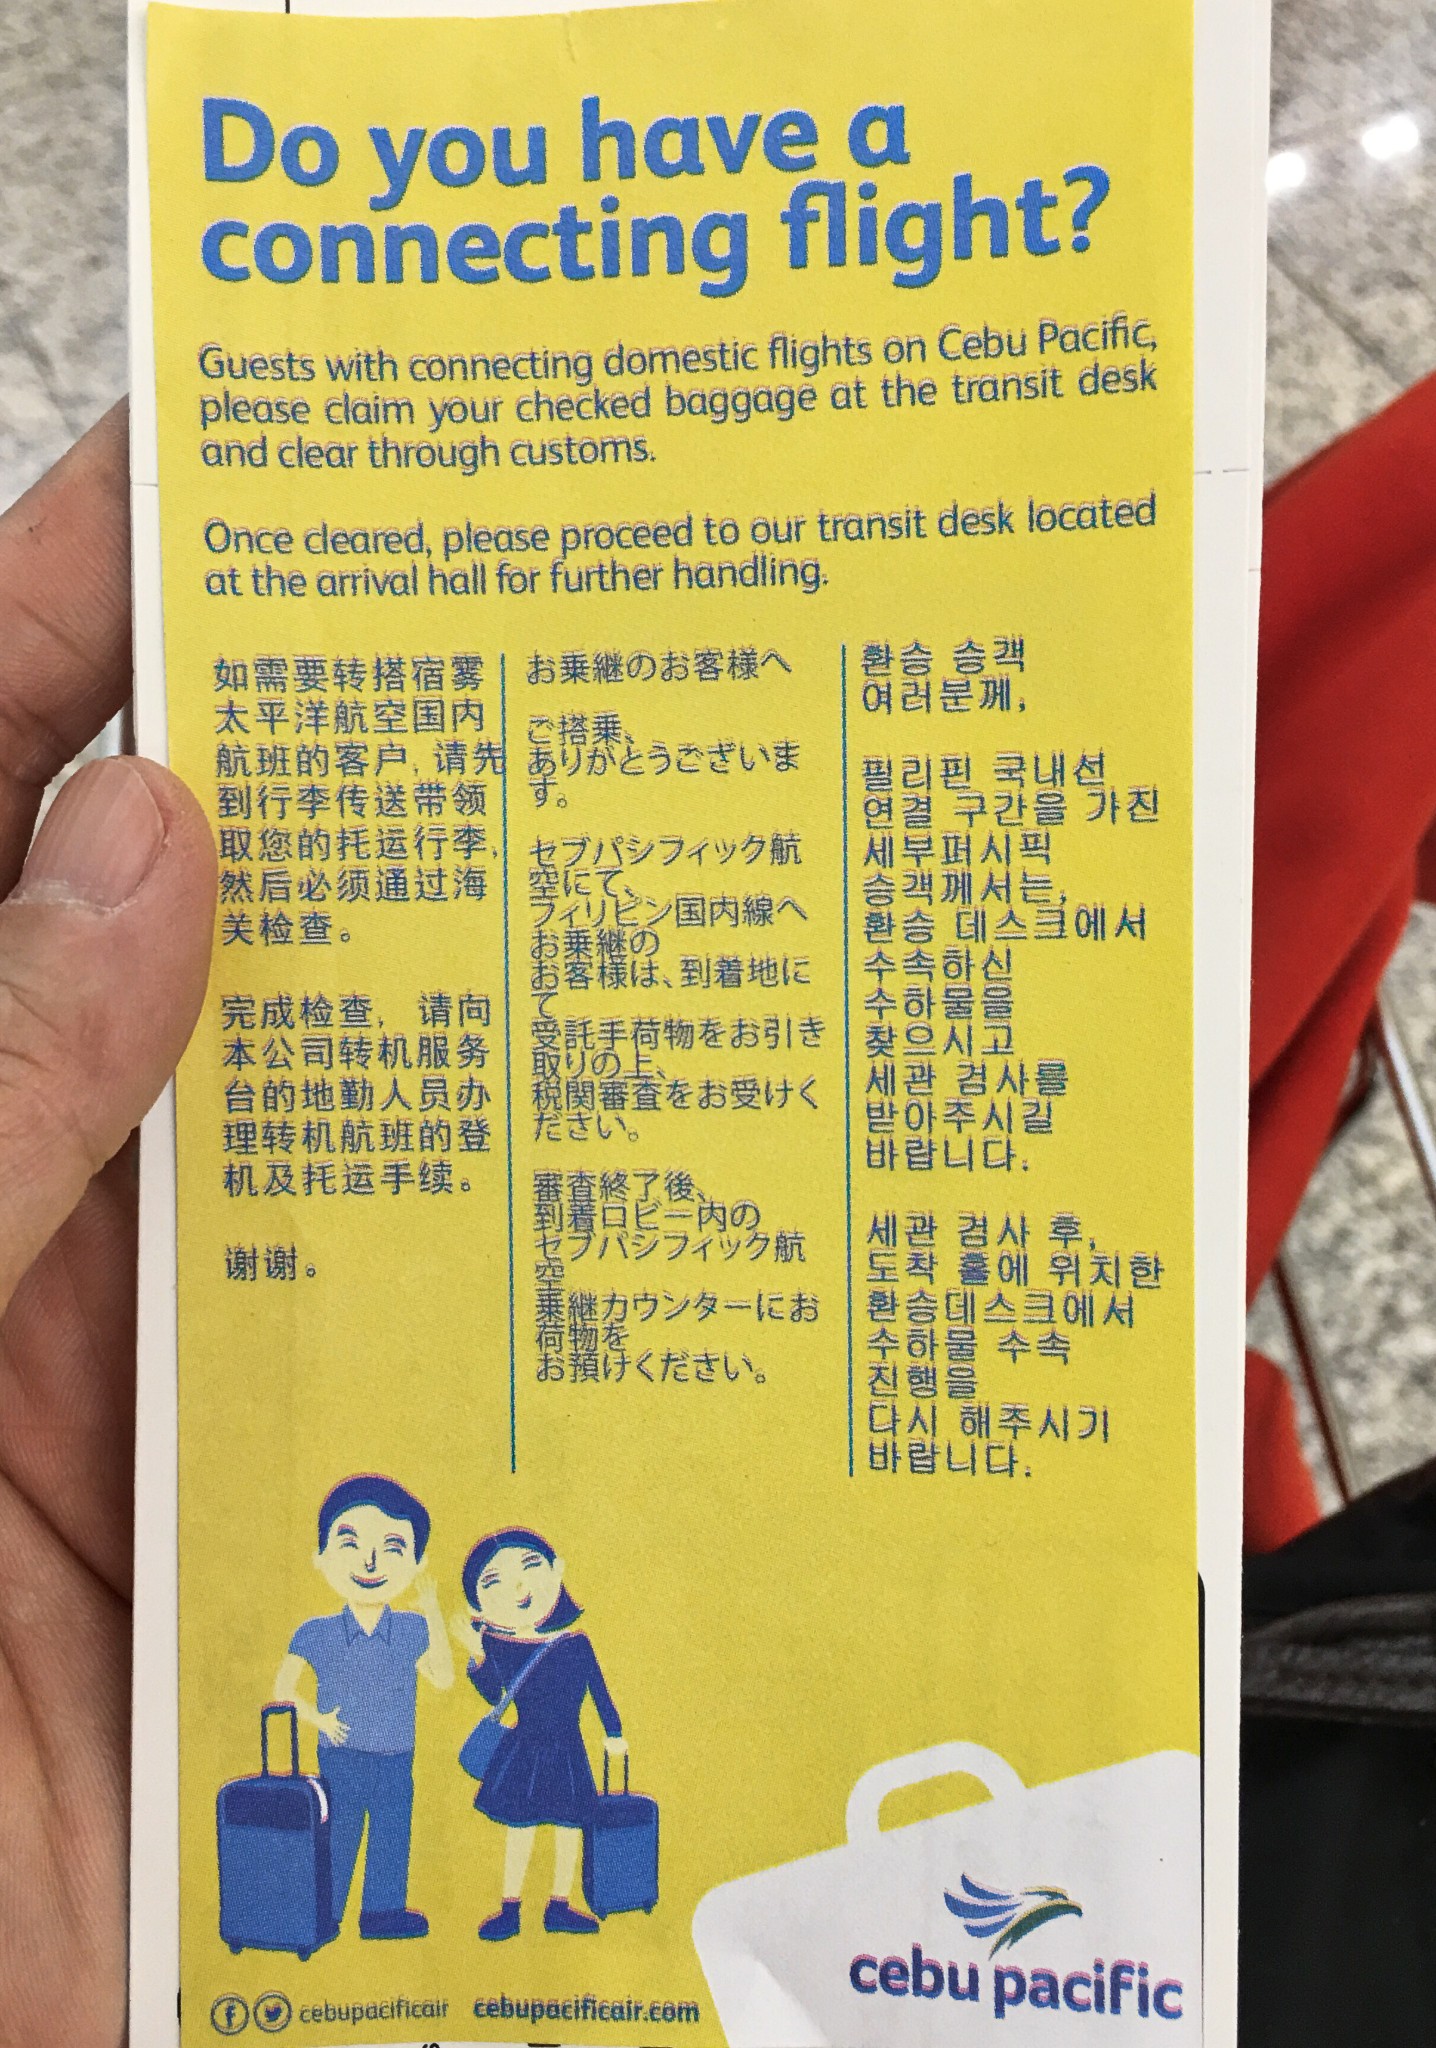 Do you have a
connecting flight?
Guests with connecting domestic flights on Cebu Pacific,
please claim your checked baggage at the transit desk
and clear through customs.
Once cleared, please proceed to our transit desk located
at the arrival hall for further handling.
如需要转搭宿雾
太平洋航空国内
航班的客户，请先
到行李传送带领
取您的托运行李，
然后必须通过海
关检查。
完成检查，请向
本公司转机服务
台的地勤人员办
理转机航班的登
机及托运手续。
谢谢。
お乗継のお客様へ
ご搭乗、
ありがとうございま
す。
セブパシフィック航
空にて、
フィリピン国内線へ
お乗継の
お客様は、到着地に
て
受託手荷物をお引き
取りの上、
税関審査をお受けく
ださい。
審査終了後、
到着ロビー内の
セブパシフィック航
空
乗継カウンターにお
荷物を
お預けください。
환승 승객
여러분께,
필리핀 국내선
연결 구간을 가진
세부퍼시픽
승객께서는,
환승 데스크에서
수속하신
수하물을
찾으시고
세관 검사를
받아주시길
바랍니다.
세관 검사 후,
도착 홀에 위치한
환승데스크에서
수하물 수속
진행을
다시 해주시기
바랍니다.
cebupacificair cebupacificair.com
cebu pacific